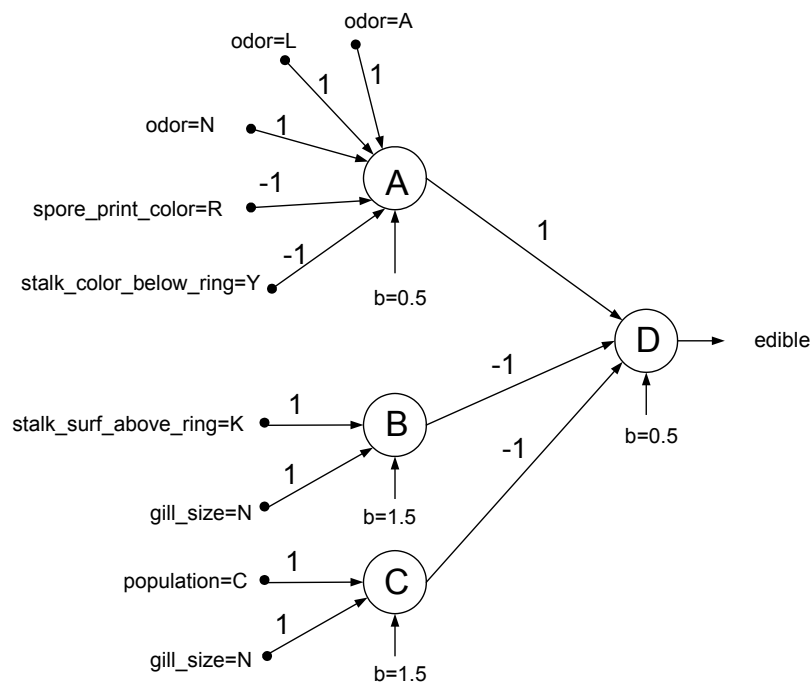 odor=A
odor=L
1
1
odor=N
1
A
-1
spore_print_color=R
1
-1
stalk_color_below_ring=Y
b=0.5
D
edible
-1
stalk_surf_above_ring=K
1
B
b=0.5
-1
1
gill_size=N
b=1.5
1
population=C
C
1
gill_size=N
b=1.5